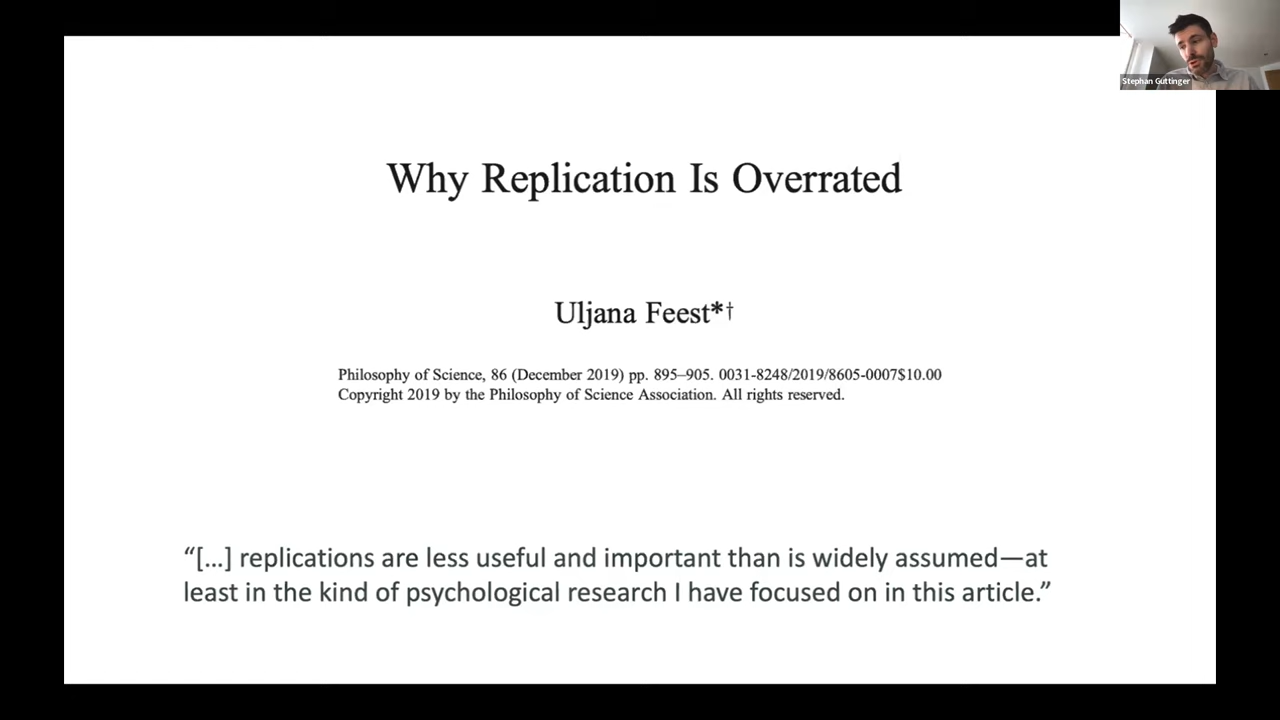 Stephan Guttinger
Why Replication Is Overrated
Uljana Feest*†
Philosophy of Science, 86 (December 2019) pp. 895–905. 0031-8248/2019/8605-0007$10.00
Copyright 2019 by the Philosophy of Science Association. All rights reserved.
“[…] replications are less useful and important than is widely assumed—at
least in the kind of psychological research I have focused on in this article.”